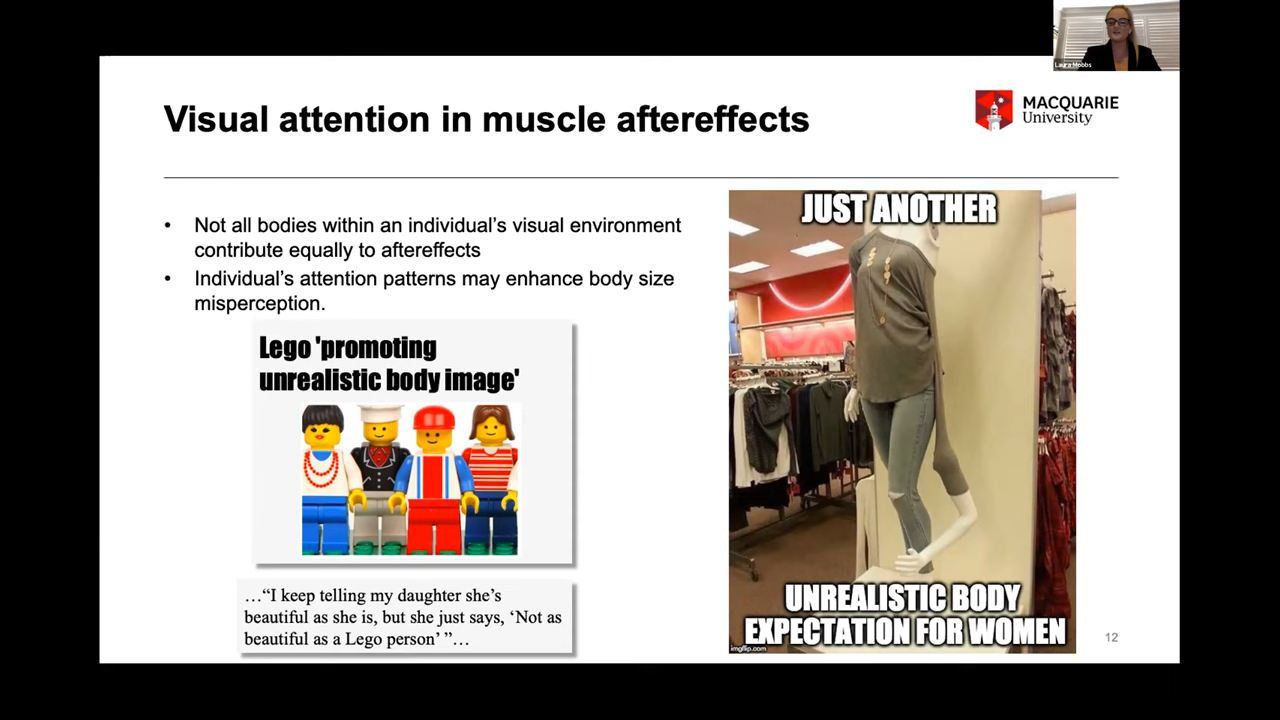 Laura Mobbs
Visual attention in muscle aftereffects
MACQUARIE
University
• Not all bodies within an individual's visual environment
contribute equally to aftereffects
• Individual's attention patterns may enhance body size
misperception.
Lego 'promoting
unrealistic body image'
…“I keep telling my daughter she's
beautiful as she is, but she just says, ‘Not as
beautiful as a Lego person’ ”…
JUST ANOTHER
UNREALISTIC BODY
EXPECTATION FOR WOMEN
imgflip.com
12